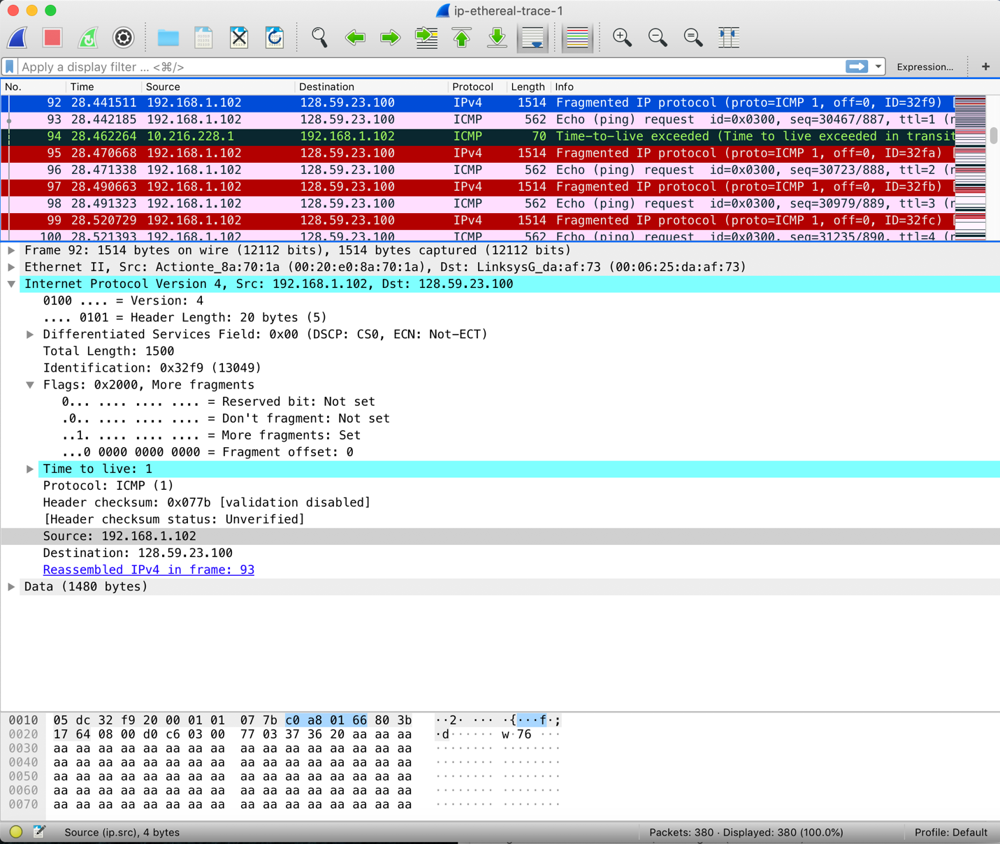 ip-ethereal-trace-1
Apply a display filter ... <⌘/>
Expression...
+
No. Time Source Destination Protocol Length Info
92 28.441511 192.168.1.102 128.59.23.100 IPv4 1514 Fragmented IP protocol (proto=ICMP 1, off=0, ID=32f9) [
93 28.442185 192.168.1.102 128.59.23.100 ICMP 562 Echo (ping) request id=0x0300, seq=30467/887, ttl=1 (r
94 28.462264 10.216.228.1 192.168.1.102 ICMP 70 Time-to-live exceeded (Time to live exceeded in transit
95 28.470668 192.168.1.102 128.59.23.100 IPv4 1514 Fragmented IP protocol (proto=ICMP 1, off=0, ID=32fa) [
96 28.471338 192.168.1.102 128.59.23.100 ICMP 562 Echo (ping) request id=0x0300, seq=30723/888, ttl=2 (r
97 28.490663 192.168.1.102 128.59.23.100 IPv4 1514 Fragmented IP protocol (proto=ICMP 1, off=0, ID=32fb) [
98 28.491323 192.168.1.102 128.59.23.100 ICMP 562 Echo (ping) request id=0x0300, seq=30979/889, ttl=3 (r
99 28.520729 192.168.1.102 128.59.23.100 IPv4 1514 Fragmented IP protocol (proto=ICMP 1, off=0, ID=32fc) [
100 28.521393 192.168.1.102 128.59.23.100 ICMP 562 Echo (ping) request id=0x0300, seq=31235/890, ttl=4 (r
Frame 92: 1514 bytes on wire (12112 bits), 1514 bytes captured (12112 bits)
Ethernet II, Src: Actionte_8a:70:1a (00:20:e0:8a:70:1a), Dst: LinksysG_da:af:73 (00:06:25:da:af:73)
Internet Protocol Version 4, Src: 192.168.1.102, Dst: 128.59.23.100
0100 .... = Version: 4
.... 0101 = Header Length: 20 bytes (5)
Differentiated Services Field: 0x00 (DSCP: CS0, ECN: Not-ECT)
Total Length: 1500
Identification: 0x32f9 (13049)
Flags: 0x2000, More fragments
0... .... .... .... = Reserved bit: Not set
.0.. .... .... .... = Don't fragment: Not set
..1. .... .... .... = More fragments: Set
...0 0000 0000 0000 = Fragment offset: 0
Time to live: 1
Protocol: ICMP (1)
Header checksum: 0x077b [validation disabled]
[Header checksum status: Unverified]
Source: 192.168.1.102
Destination: 128.59.23.100
Reassembled IPv4 in frame: 93
Data (1480 bytes)
0010 05 dc 32 f9 20 00 01 01 07 7b c0 a8 01 66 80 3b ··2· ··· ·{···f·;
0020 17 64 08 00 d0 c6 03 00 77 03 37 36 20 aa aa aa ·d······ w·76 ···
0030 aa aa aa aa aa aa aa aa aa aa aa aa aa aa aa aa ········ ········
0040 aa aa aa aa aa aa aa aa aa aa aa aa aa aa aa aa ········ ········
0050 aa aa aa aa aa aa aa aa aa aa aa aa aa aa aa aa ········ ········
0060 aa aa aa aa aa aa aa aa aa aa aa aa aa aa aa aa ········ ········
0070 aa aa aa aa aa aa aa aa aa aa aa aa aa aa aa aa ········ ········
Source (ip.src), 4 bytes
Packets: 380 · Displayed: 380 (100.0%)
Profile: Default